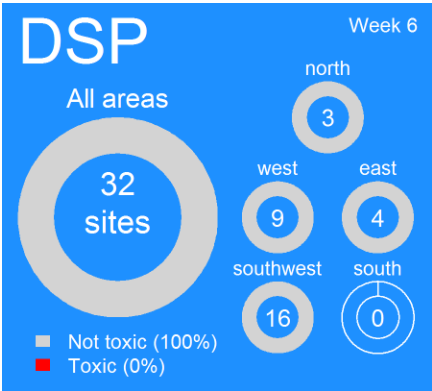 DSP
Week 6
All areas
32
sites
north
3
west
9
east
4
southwest
16
south
0
Not toxic (100%)
Toxic (0%)